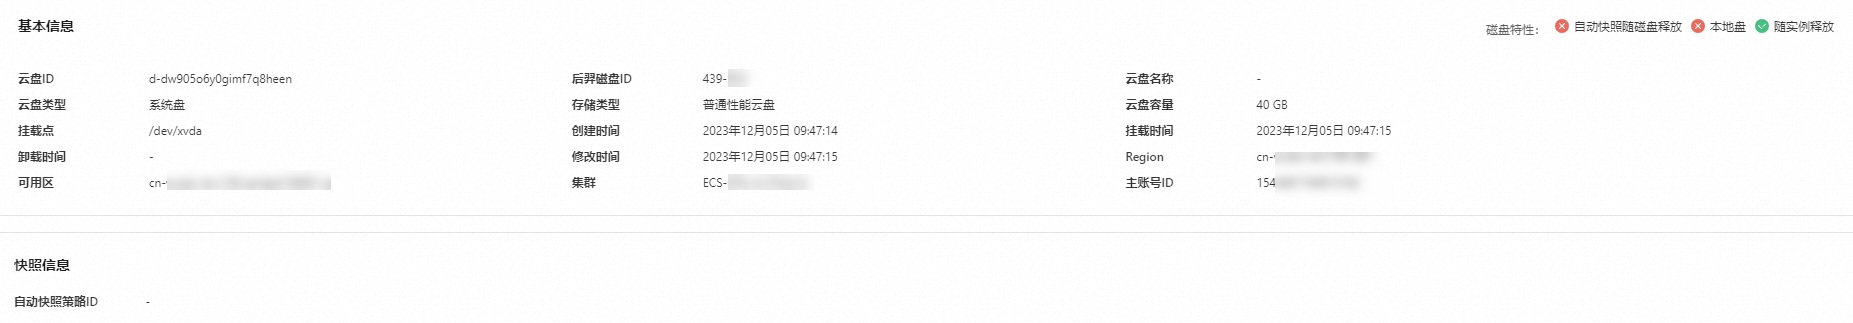 基本信息
磁盘特性: 自动快照随磁盘释放 本地盘 随实例释放
云盘ID d-dw905o6y0gimf7q8heen 后羿磁盘ID 439- 云盘名称 -
云盘类型 系统盘 存储类型 普通性能云盘 云盘容量 40 GB
挂载点 /dev/xvda 创建时间 2023年12月05日 09:47:14 挂载时间 2023年12月05日 09:47:15
卸载时间 - 修改时间 2023年12月05日 09:47:15 Region cn-
可用区 cn- 集群 ECS- 主账号ID 154
快照信息
自动快照策略ID -